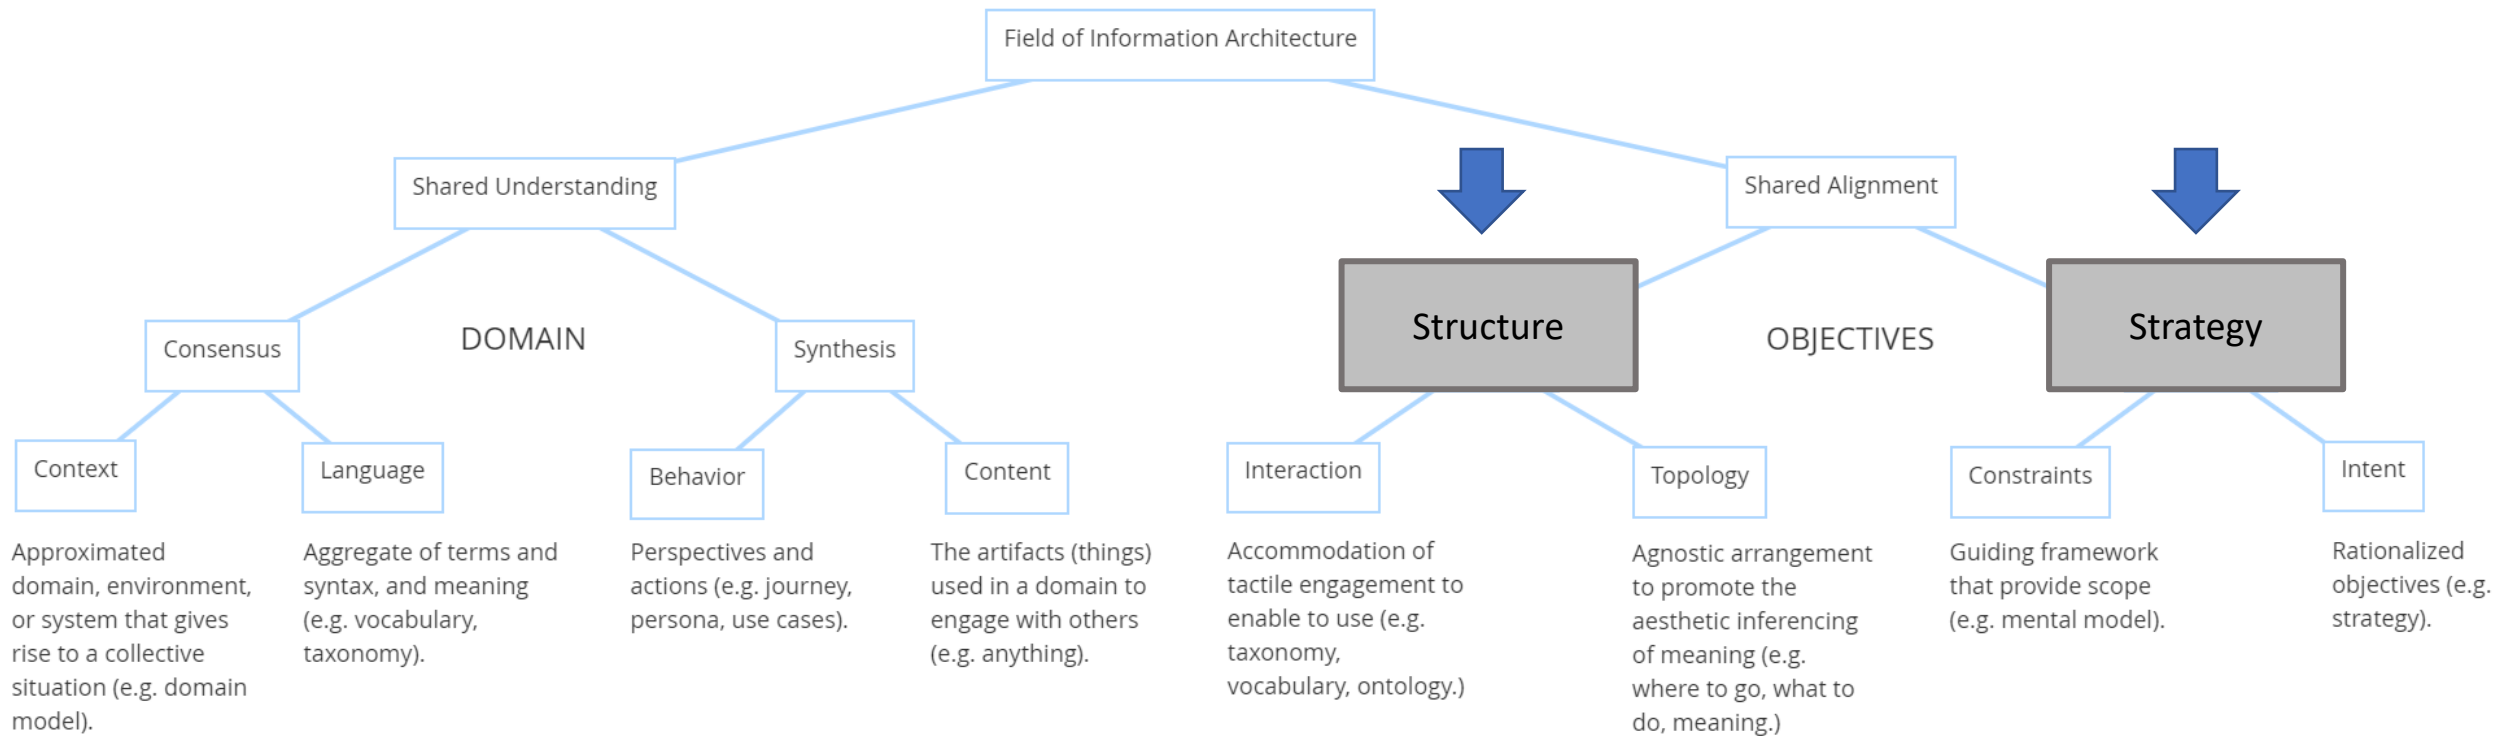 Field of Information Architecture
Shared Understanding
Shared Alignment
Consensus
DOMAIN
Synthesis
Structure
OBJECTIVES
Strategy
Context
Language
Behavior
Content
Interaction
Topology
Constraints
Intent
Approximated
domain, environment,
or system that gives
rise to a collective
situation (e.g. domain
model).
Aggregate of terms and
syntax, and meaning
(e.g. vocabulary,
taxonomy).
Perspectives and
actions (e.g. journey,
persona, use cases).
The artifacts (things)
used in a domain to
engage with others
(e.g. anything).
Accommodation of
tactile engagement to
enable to use (e.g.
taxonomy,
vocabulary, ontology.)
Agnostic arrangement
to promote the
aesthetic inferencing
of meaning (e.g.
where to go, what to
do, meaning.)
Guiding framework
that provide scope
(e.g. mental model).
Rationalized
objectives (e.g.
strategy).